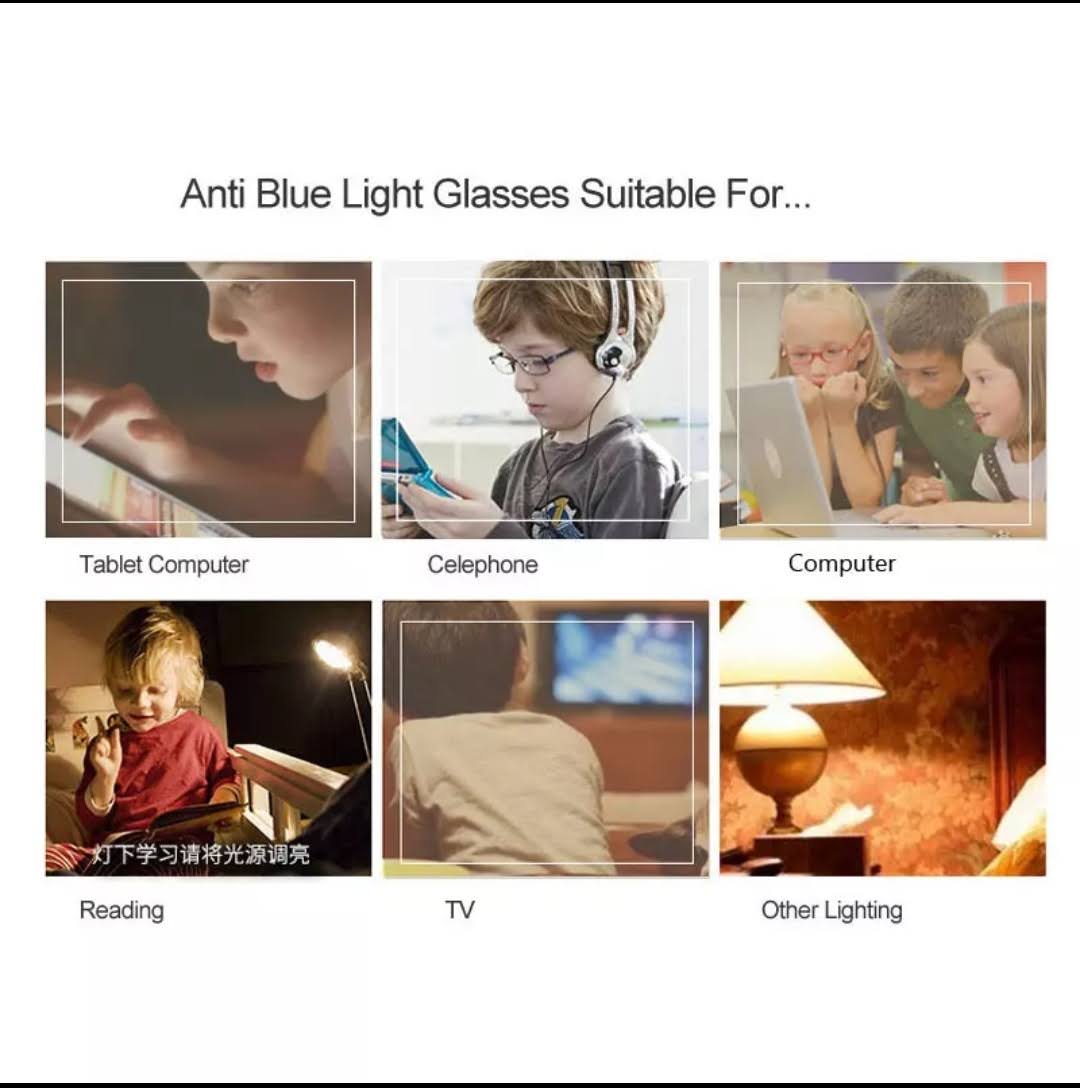 Anti Blue Light Glasses Suitable For...
Tablet Computer
Celephone
Computer
灯下学习请将光源调亮
Reading
TV
Other Lighting